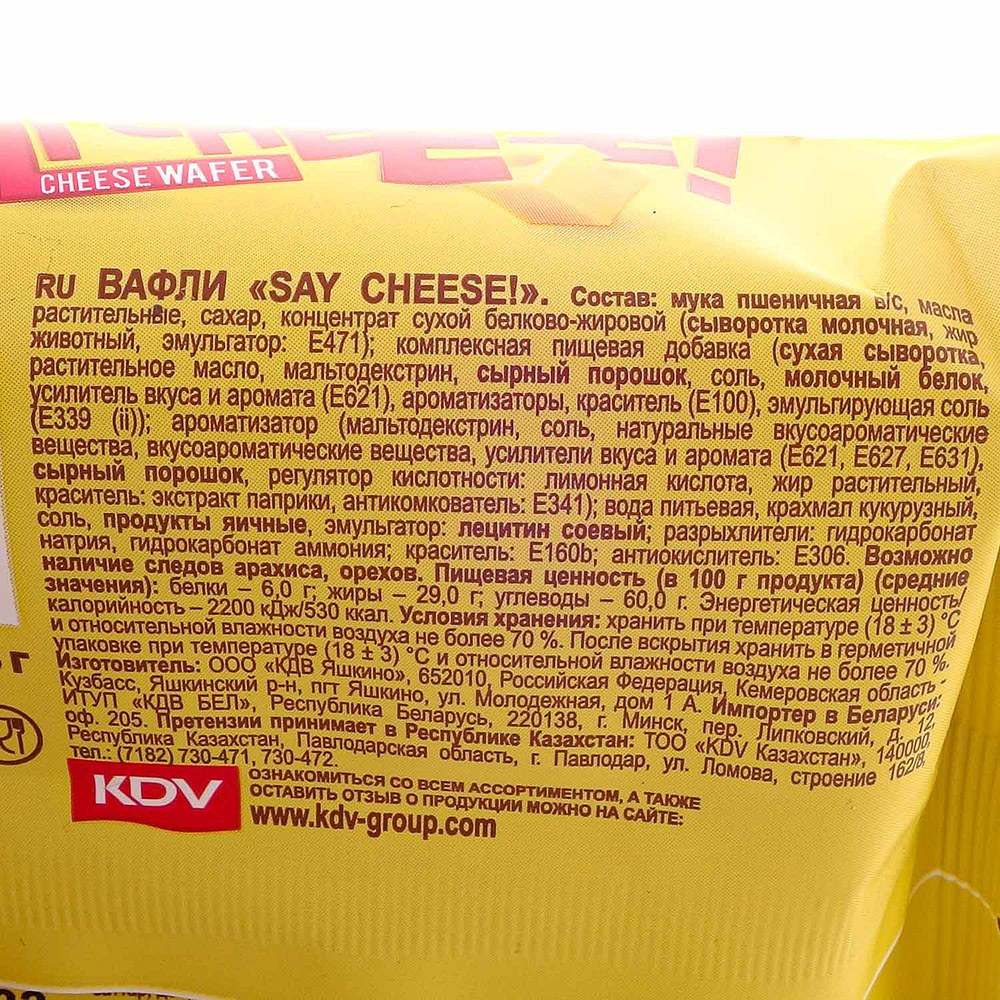 CHEESE WAFER
RU ВАФЛИ «SAY CHEESE!». Состав: мука пшеничная в/с, масла
растительные, сахар, концентрат сухой белково-жировой (сыворотка молочная, жир
животный, эмульгатор: E471); комплексная пищевая добавка (сухая сыворотка,
растительное масло, мальтодекстрин, сырный порошок, соль, молочный белок,
усилитель вкуса и аромата (E621), ароматизаторы, краситель (E100), эмульгирующая соль
(E339 (ii)); ароматизатор (мальтодекстрин, соль, натуральные вкусоароматические
вещества, вкусоароматические вещества, усилители вкуса и аромата (E621, E627, E631),
сырный порошок, регулятор кислотности: лимонная кислота, жир растительный,
краситель: экстракт паприки, антикомкователь: E341); вода питьевая, крахмал кукурузный,
соль, продукты яичные, эмульгатор: лецитин соевый; разрыхлители: гидрокарбонат
натрия, гидрокарбонат аммония; краситель: E160b; антиокислитель: E306. Возможно
наличие следов арахиса, орехов. Пищевая ценность (в 100 г продукта) (средние
значения): белки – 6,0 г; жиры – 29,0 г; углеводы – 60,0 г. Энергетическая ценность/
калорийность – 2200 кДж/530 ккал. Условия хранения: хранить при температуре (18 ± 3) °C
и относительной влажности воздуха не более 70 %. После вскрытия хранить в герметичной
упаковке при температуре (18 ± 3) °C и относительной влажности воздуха не более 70 %.
Изготовитель: ООО «КДВ Яшкино», 652010, Российская Федерация, Кемеровская область -
Кузбасс, Яшкинский р-н, пгт Яшкино, ул. Молодежная, дом 1 А. Импортер в Беларуси:
ИТУП «КДВ БЕЛ», Республика Беларусь, 220138, г. Минск, пер. Липковский, д. 12,
оф. 205. Претензии принимает в Республике Казахстан: ТОО «KDV Казахстан», 140000,
Республика Казахстан, Павлодарская область, г. Павлодар, ул. Ломова, строение 162/8,
тел.: (7182) 730-471, 730-472.
KDV
ОЗНАКОМИТЬСЯ СО ВСЕМ АССОРТИМЕНТОМ, А ТАКЖЕ
ОСТАВИТЬ ОТЗЫВ О ПРОДУКЦИИ МОЖНО НА САЙТЕ:
www.kdv-group.com
г